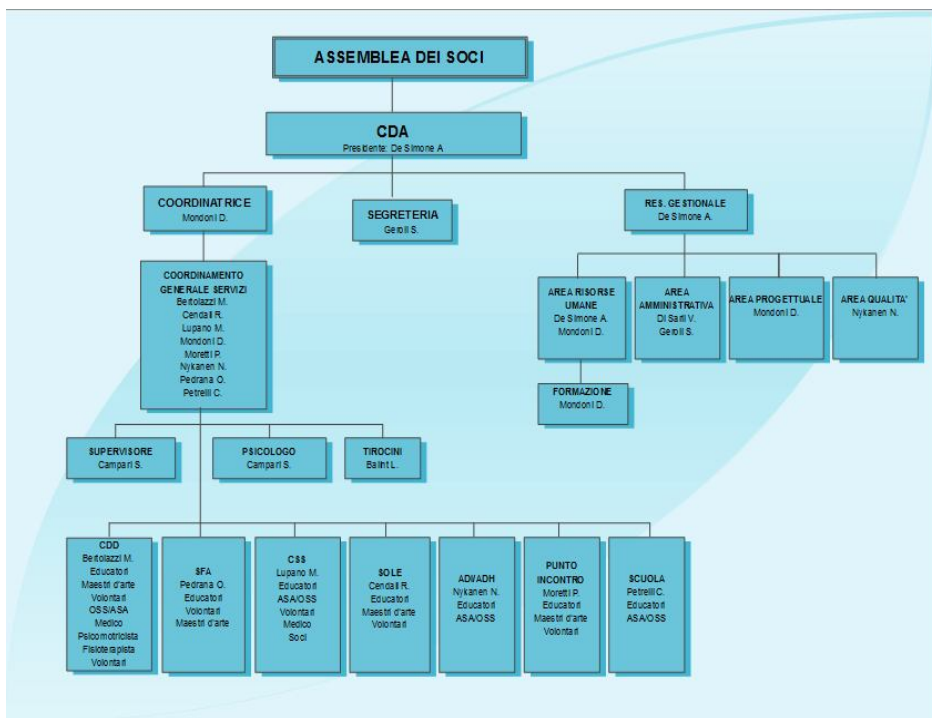 ASSEMBLEA DEI SOCI
CDA
Presidente: De Simone A
COORDINATRICE
Mondoni D.
SEGRETERIA
Geroli S.
RES. GESTIONALE
De Simone A.
COORDINAMENTO
GENERALE SERVIZI
Bertolazzi M.
Cendali R.
Lupano M.
Mondoni D.
Moretti P.
Nykanen N.
Pedrana O.
Petrelli C.
AREA RISORSE
UMANE
De Simone A.
Mondoni D.
AREA
AMMINISTRATIVA
Di Sarli V.
Geroli S.
AREA PROGETTUALE
Mondoni D.
AREA QUALITA'
Nykanen N.
FORMAZIONE
Mondoni D.
SUPERVISORE
Campari S.
PSICOLOGO
Campari S.
TIROCINI
Balint L.
CDD
Bertolazzi M.
Educatori
Maestri d'arte
Volontari
OSS/ASA
Medico
Psicomotricista
Fisioterapista
Volontari
SFA
Pedrana O.
Educatori
Volontari
Maestri d'arte
CSS
Lupano M.
Educatori
ASA/OSS
Volontari
Medico
Soci
SOLE
Cendali R.
Educatori
Maestri d'arte
Volontari
ADI/ADH
Nykanen N.
Educatori
ASA/OSS
PUNTO
INCONTRO
Moretti P.
Educatori
Maestri d'arte
Volontari
SCUOLA
Petrelli C.
Educatori
ASA/OSS